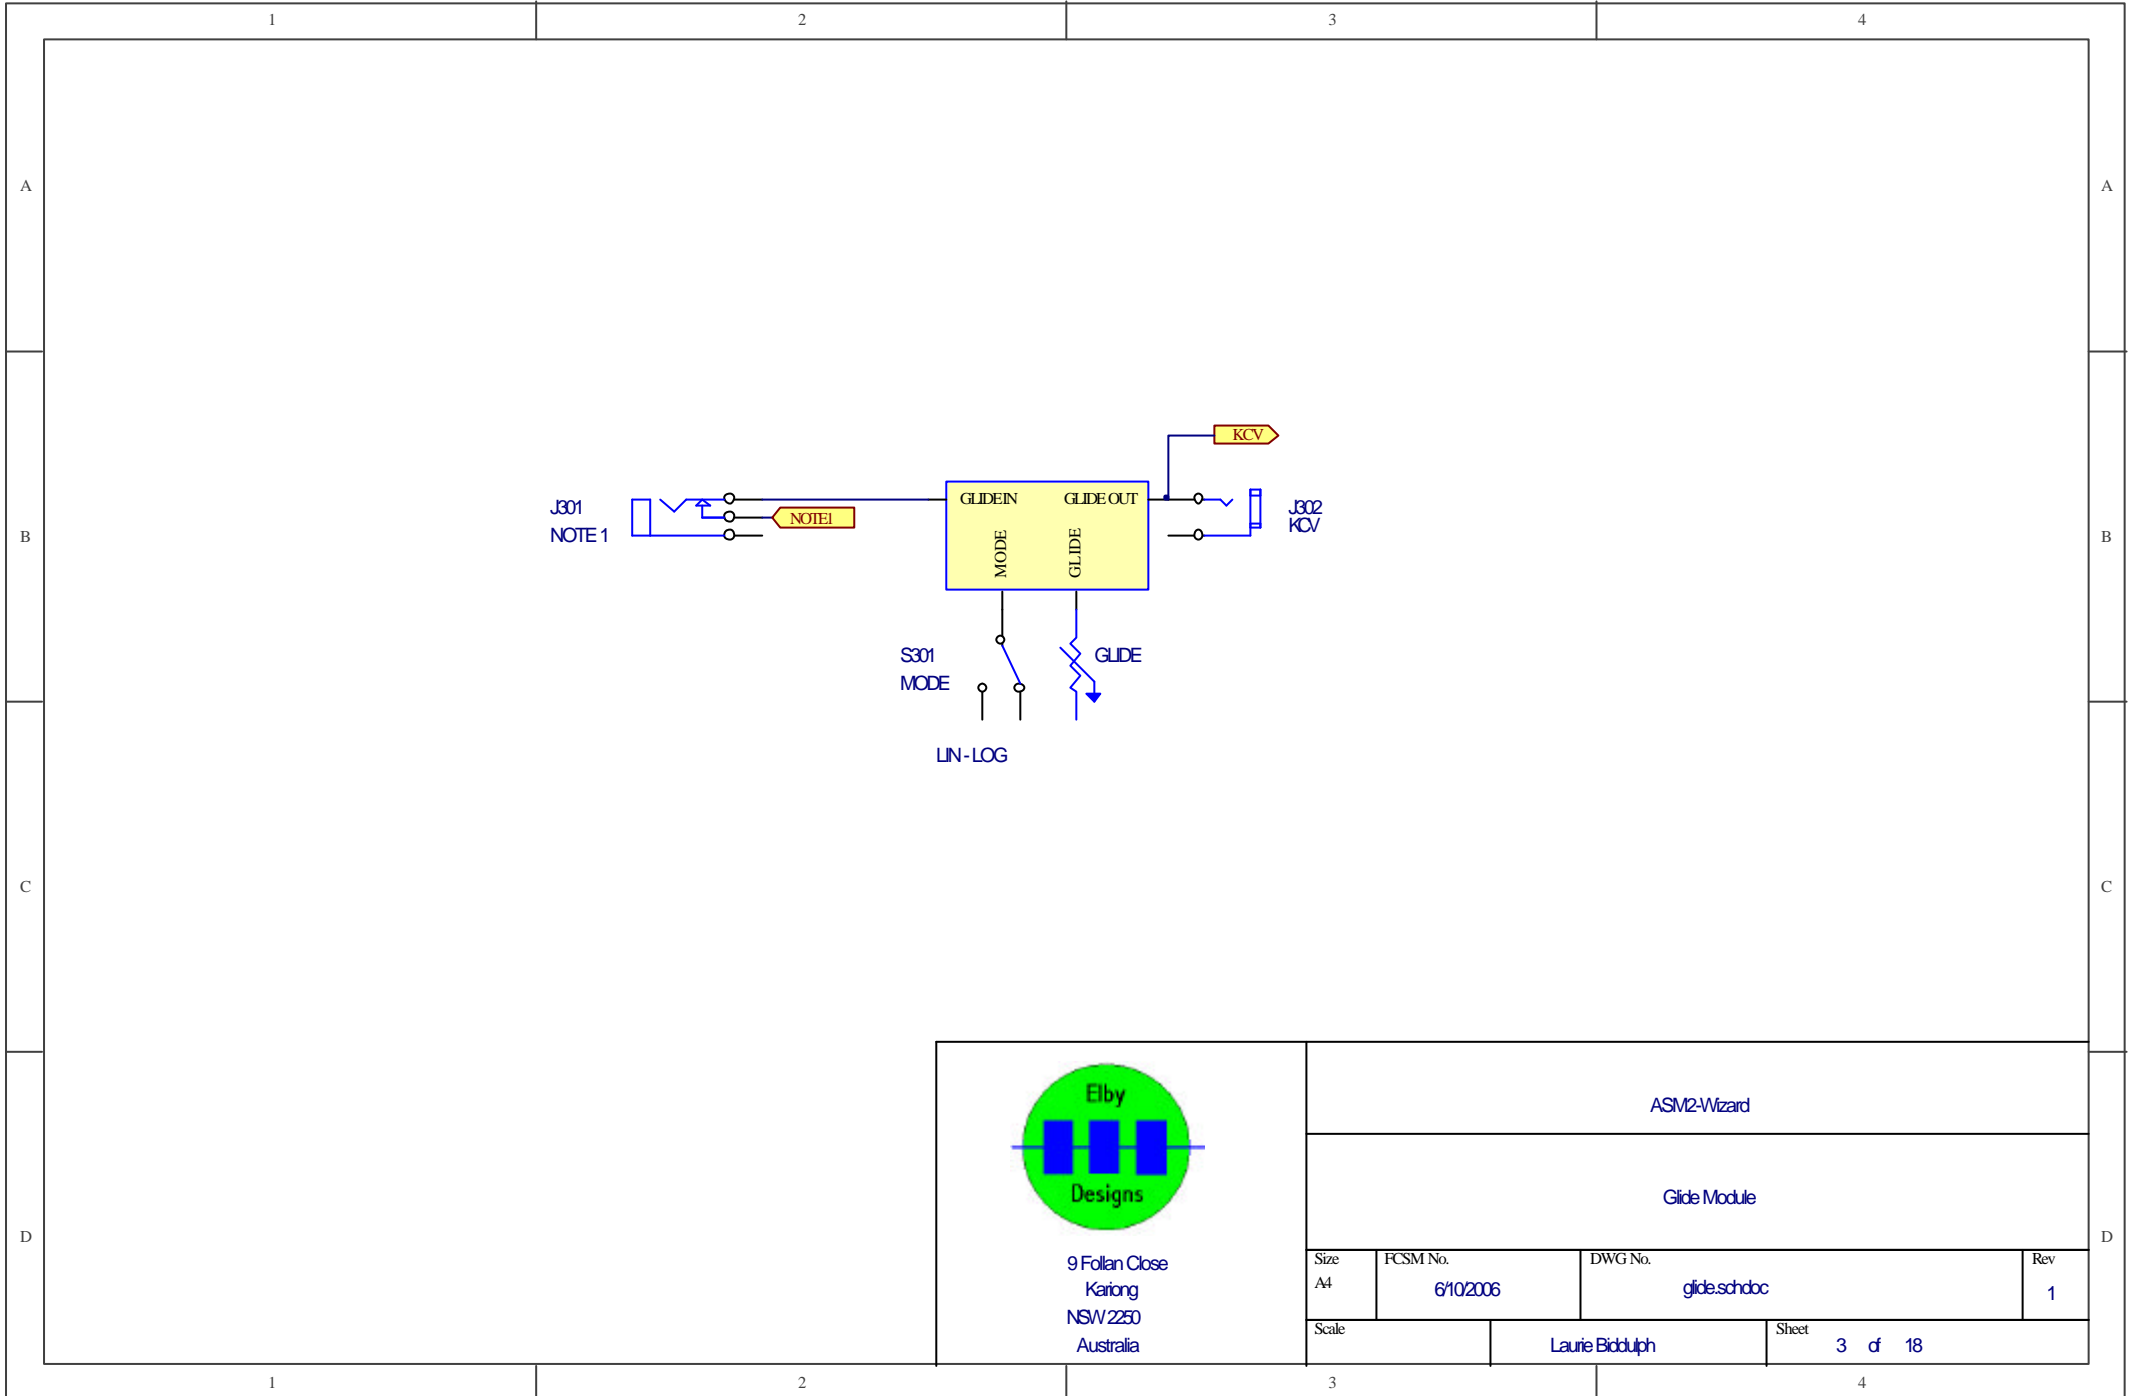 1 2 3 4
A A
KCV
J301
NOTE 1
NOTE1
GLIDE IN GLIDE OUT
MODE GLIDE
J302
KCV
B B
S301
MODE
GLIDE
LIN - LOG
C C
Elby
Designs
ASM2-Wizard
Glide Module
D D
9 Follan Close
Kariong
NSW 2250
Australia
Size
A4
FCSM No.
6/10/2006
DWG No.
glide.schdoc
Rev
1
Scale
Laurie Biddulph
Sheet 3 of 18
1 2 3 4